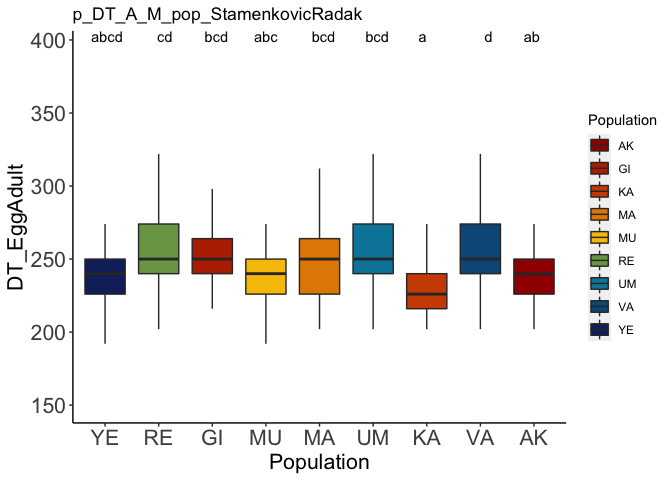 p_DT_A_M_pop_StamenkovicRadak
abcd cd bcd abc bcd bcd a d ab
400
350
300
250
200
150
DT_EggAdult
YE RE GI MU MA UM KA VA AK
Population
Population
AK
GI
KA
MA
MU
RE
UM
VA
YE